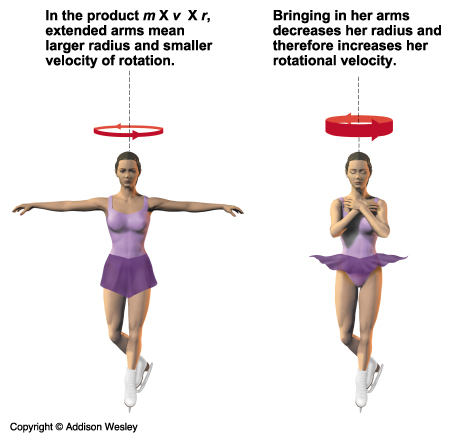 In the product m X v X r,
extended arms mean
larger radius and smaller
velocity of rotation.
Bringing in her arms
decreases her radius and
therefore increases her
rotational velocity.
Copyright © Addison Wesley